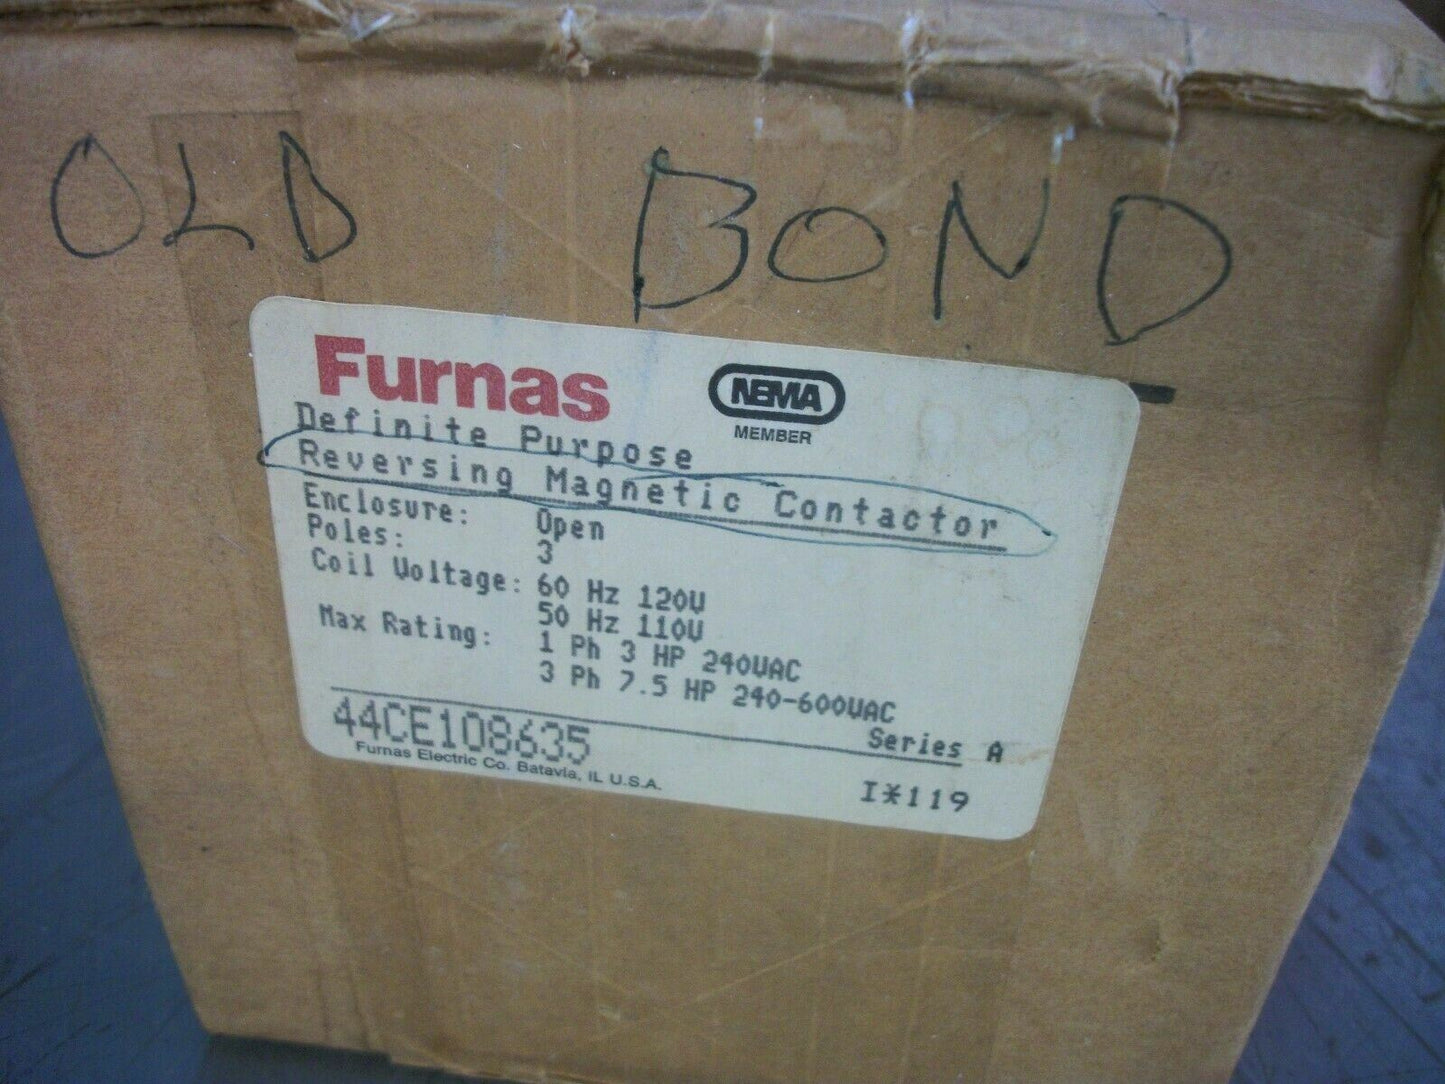 OLD BOND
Furnas
NEMA
MEMBER
Definite Purpose
Reversing Magnetic Contactor
Enclosure: Open
Poles: 3
Coil Voltage: 60 Hz 120V
50 Hz 110V
Max Rating: 1 Ph 3 HP 240VAC
3 Ph 7.5 HP 240-600VAC
44CE108635
Series A
Furnas Electric Co. Batavia, IL U.S.A.
I*119